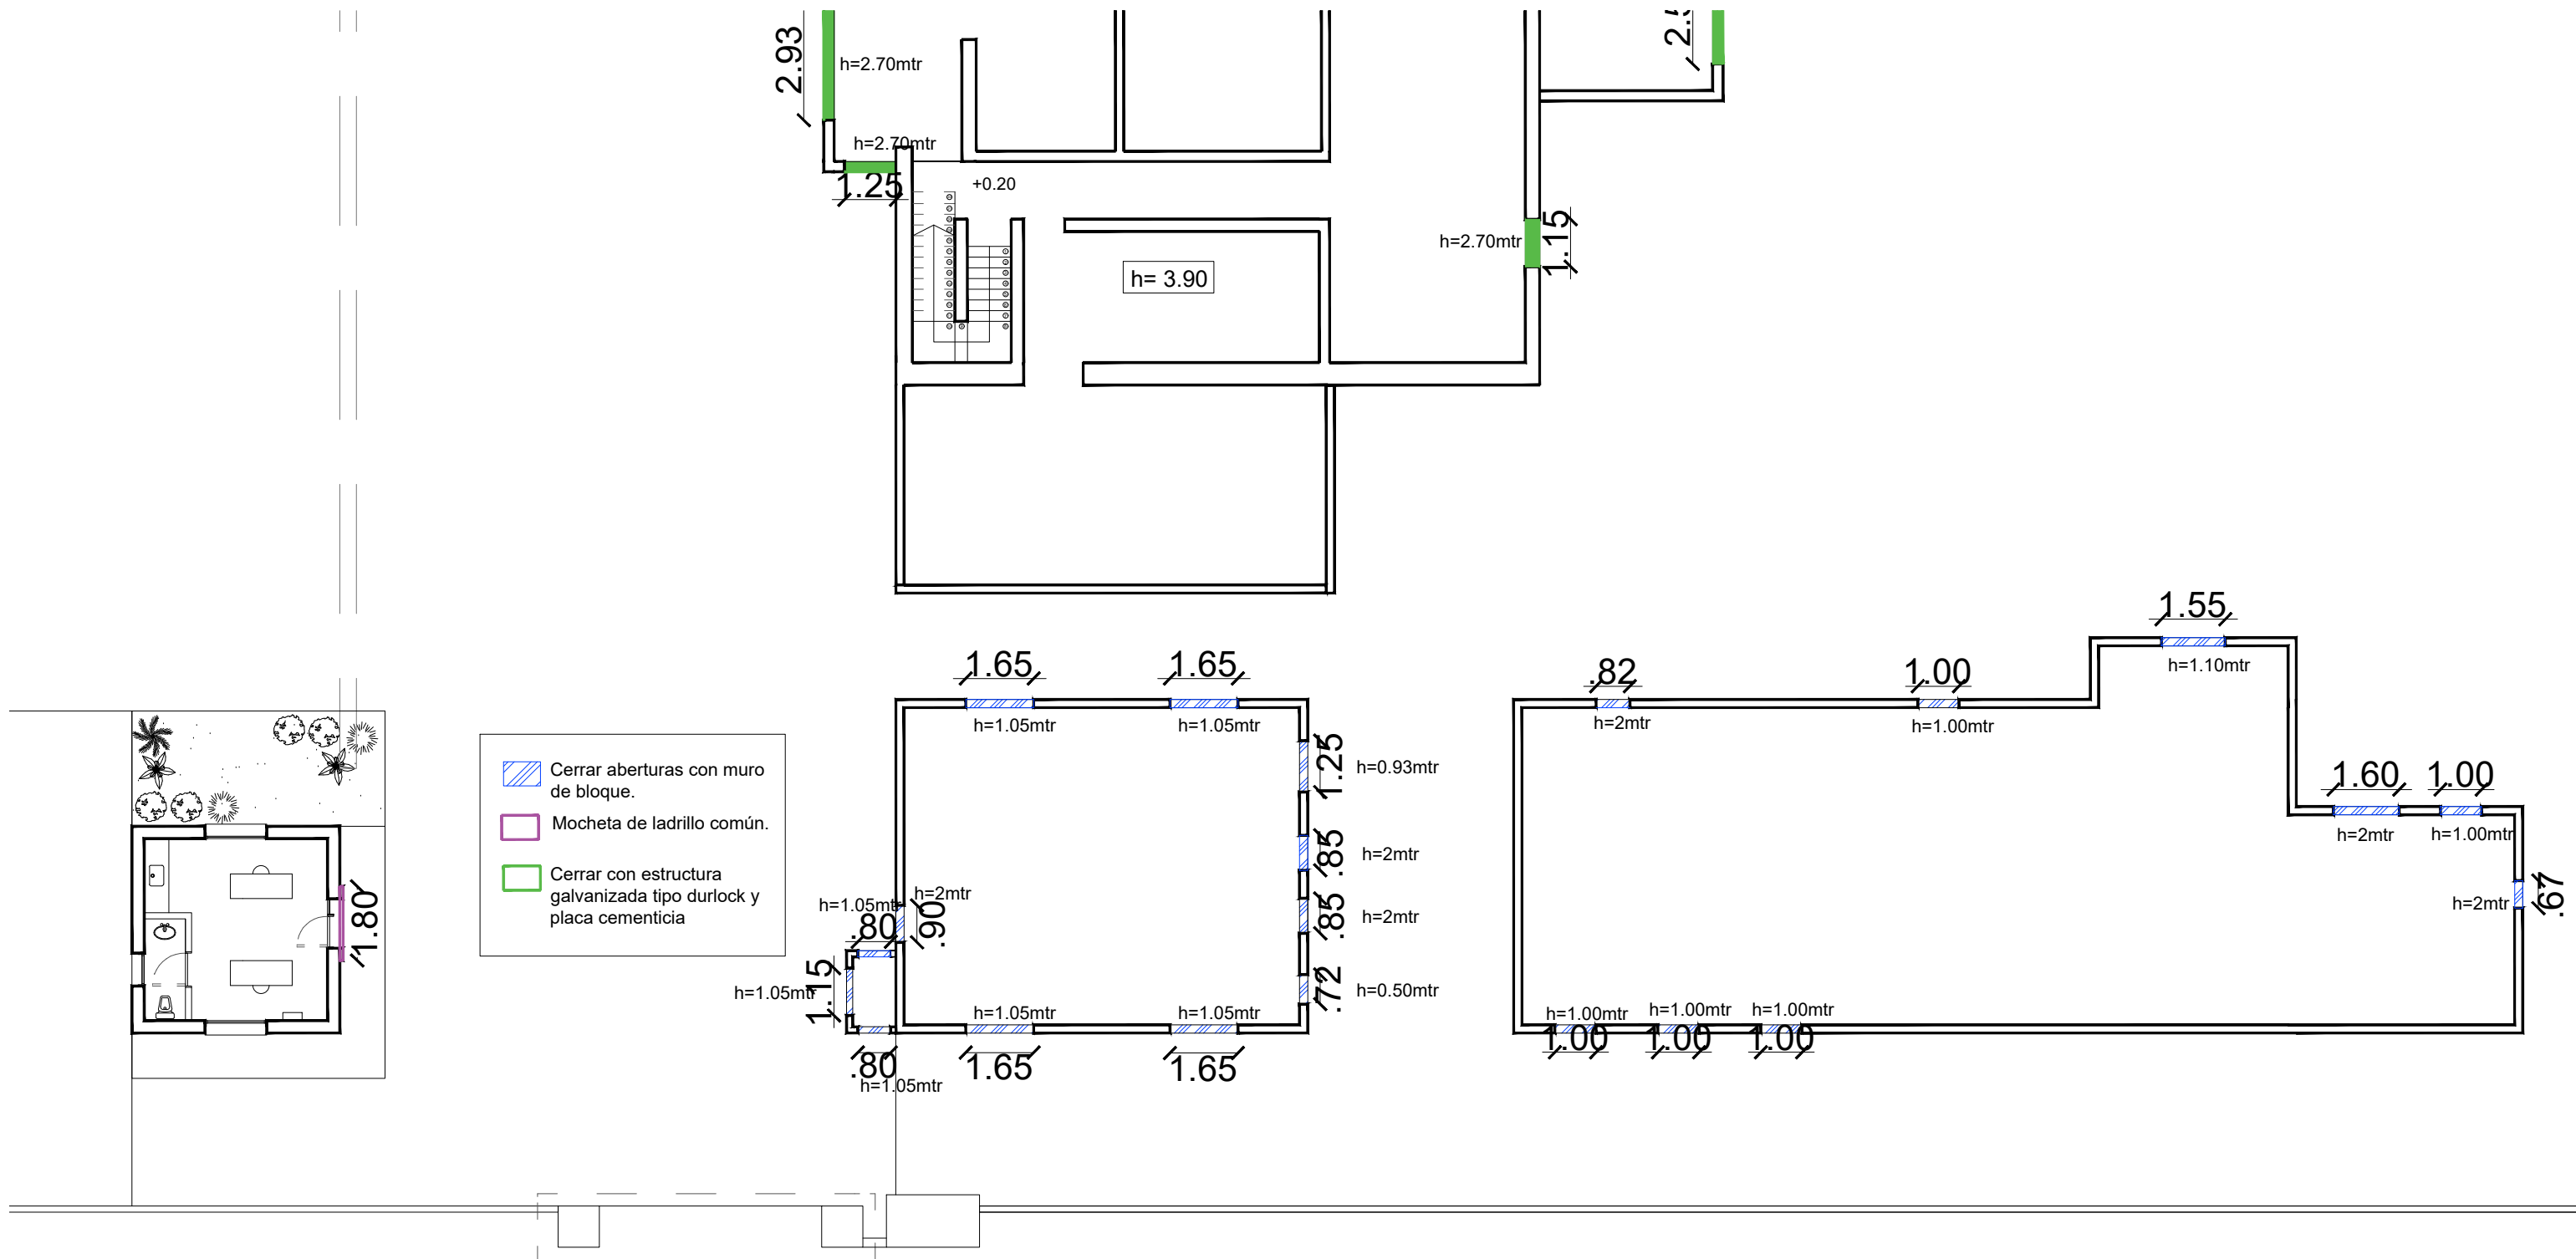 2.93
h=2.70mtr
h=2.70mtr
1.25
+0.20
h= 3.90
h=2.70mtr
1.15
1.55
h=1.10mtr
1.65
1.65
h=1.05mtr
h=1.05mtr
.82
h=2mtr
1.00
h=1.00mtr
1.25
h=0.93mtr
1.60
1.00
h=2mtr
h=1.00mtr
Cerrar aberturas con muro
de bloque.
Mocheta de ladrillo común.
Cerrar con estructura
galvanizada tipo durlock y
placa cementicia
.85
h=2mtr
.85
h=2mtr
.72
h=0.50mtr
.67
h=2mtr
1.80
h=1.05mtr
h=2mtr
.80
.90
1.15
h=1.05mtr
h=1.05mtr
h=1.05mtr
.80
h=1.05mtr
1.65
1.65
h=1.00mtr
h=1.00mtr
h=1.00mtr
1.00
1.00
1.00